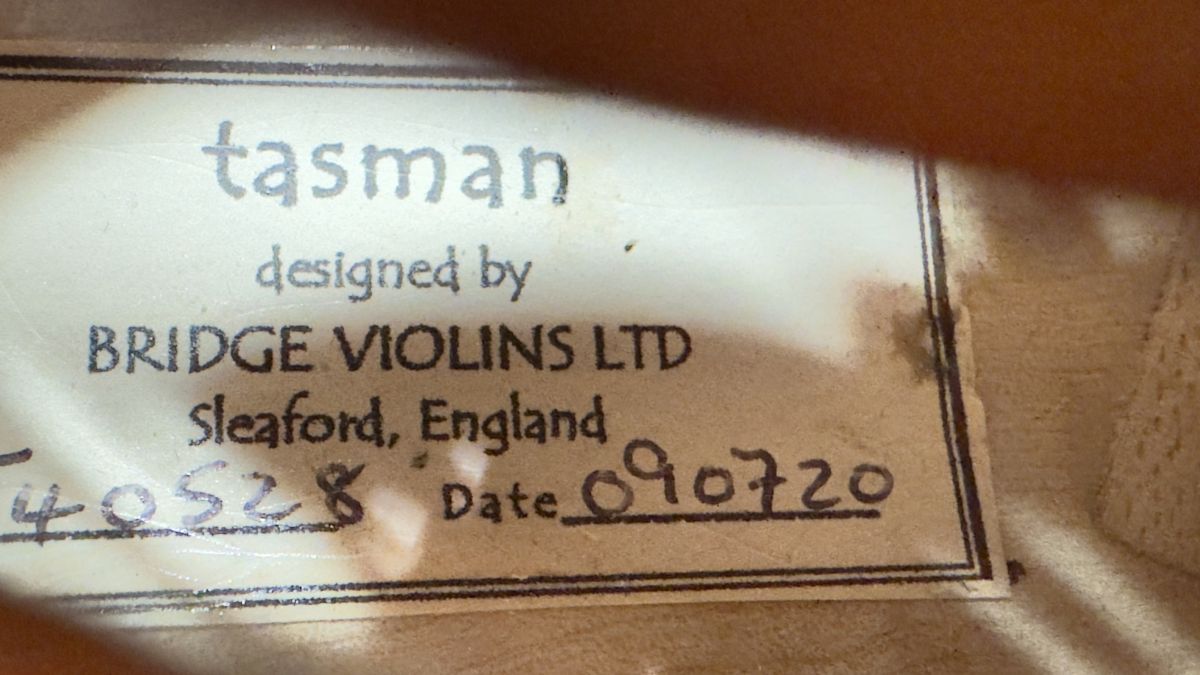 tasman
designed by
BRIDGE VIOLINS LTD
Sleaford, England
40528 Date 090720